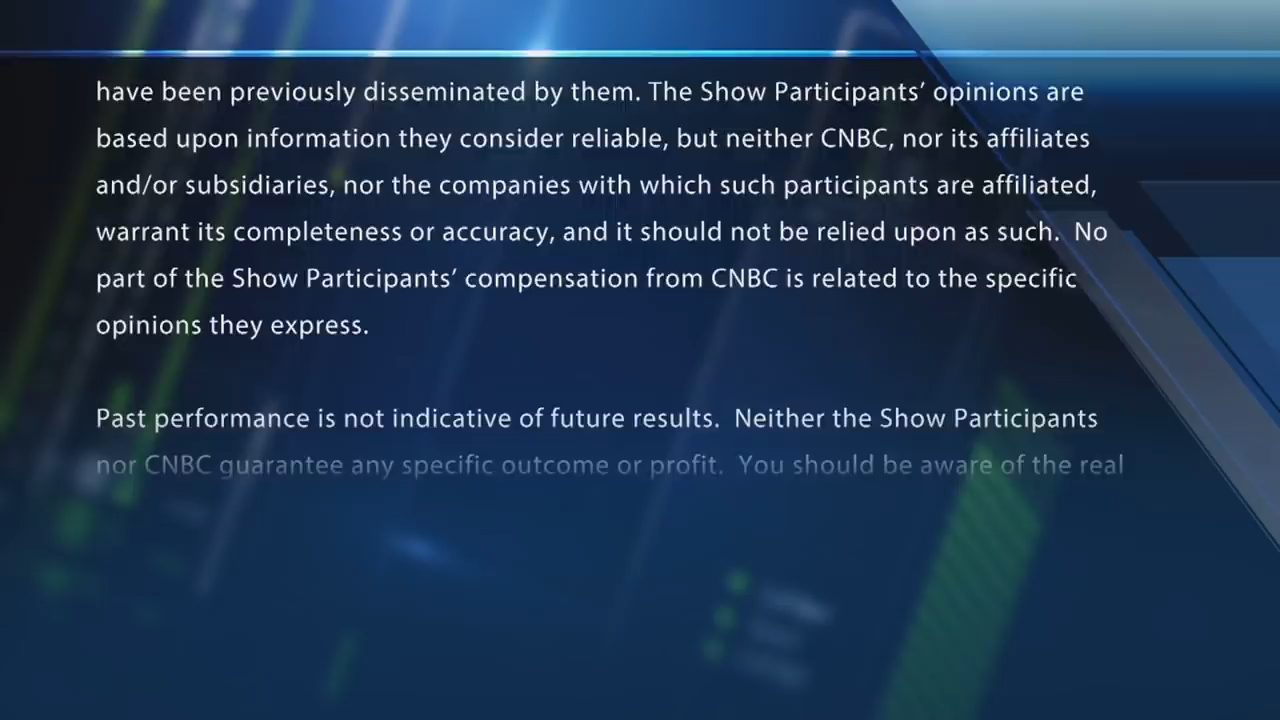 have been previously disseminated by them. The Show Participants’ opinions are
based upon information they consider reliable, but neither CNBC, nor its affiliates
and/or subsidiaries, nor the companies with which such participants are affiliated,
warrant its completeness or accuracy, and it should not be relied upon as such.  No
part of the Show Participants’ compensation from CNBC is related to the specific
opinions they express.
Past performance is not indicative of future results.  Neither the Show Participants
nor CNBC guarantee any specific outcome or profit.  You should be aware of the real